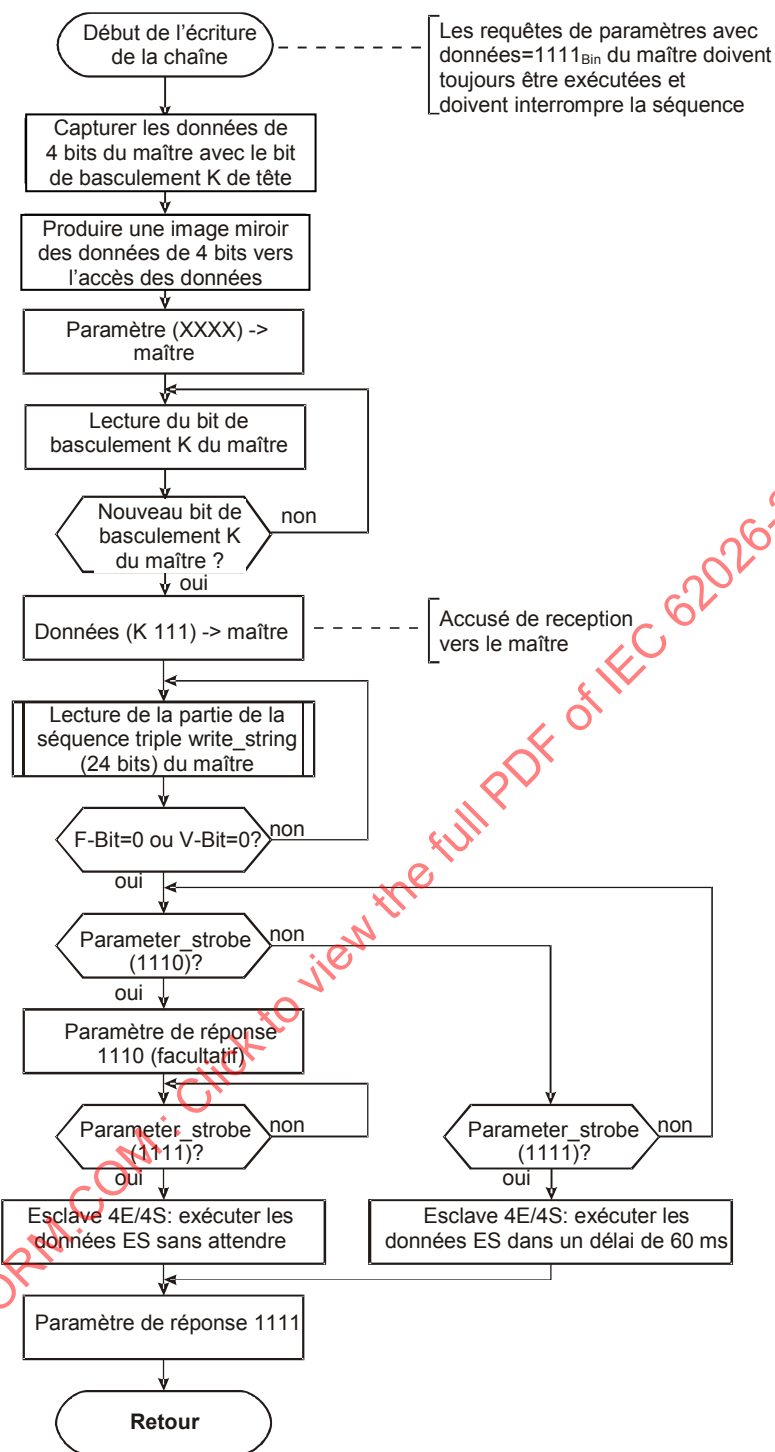 Début de l'écriture
de la chaîne
Les requêtes de paramètres avec
données=1111Bin du maître doivent
toujours être exécutées et
doivent interrompre la séquence
Capturer les données de
4 bits du maître avec le bit
de basculement K de tête
Produire une image miroir
des données de 4 bits vers
l'accès des données
Paramètre (XXXX) ->
maître
Lecture du bit de
basculement K du maître
Nouveau bit de
basculement K
du maître ?
non
oui
Données (K 111) -> maître
Accusé de reception
vers le maître
Lecture de la partie de la
séquence triple write_string
(24 bits) du maître
F-Bit=0 ou V-Bit=0?
non
oui
Parameter_strobe
(1110)?
non
oui
Paramètre de réponse
1110 (facultatif)
Parameter_strobe
(1111)?
non
oui
Parameter_strobe
(1111)?
non
oui
Esclave 4E/4S: exécuter les
données ES sans attendre
Esclave 4E/4S: exécuter les
données ES dans un délai de 60 ms
Paramètre de réponse 1111
Retour
ORM.COM : Click to view the full PDF of IEC 62026-